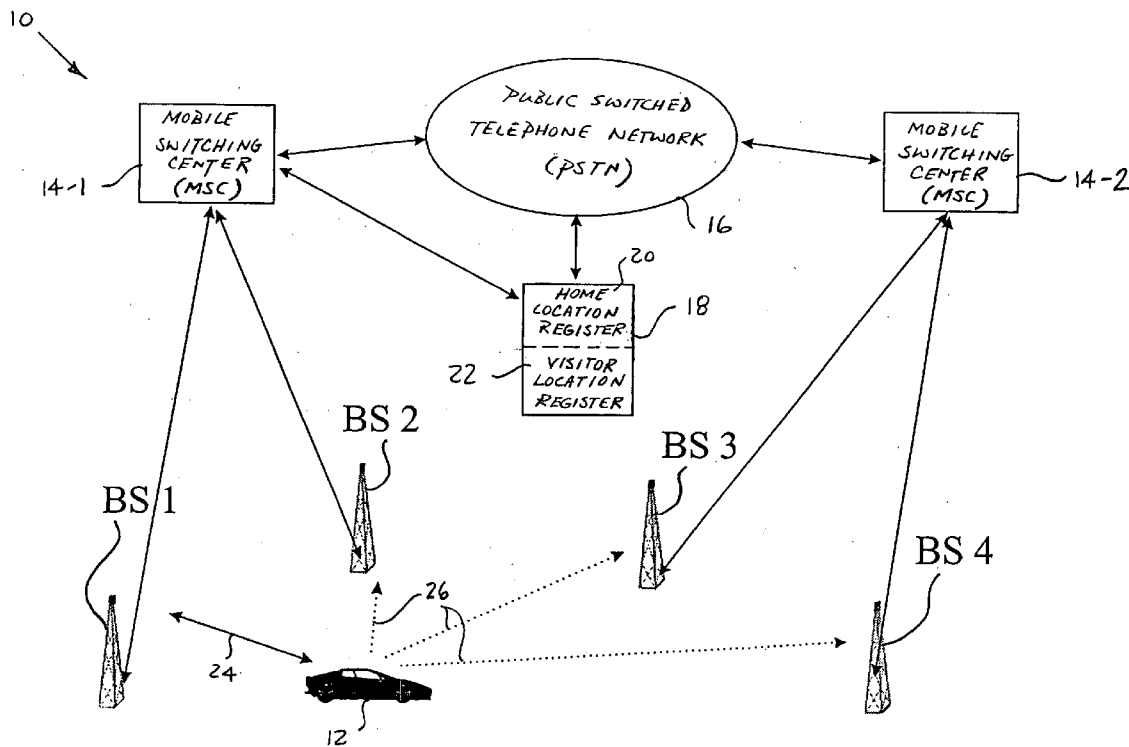 10
MOBILE
SWITCHING
CENTER
(MSC)
14-1
PUBLIC SWITCHED
TELEPHONE NETWORK
(PSTN)
16
MOBILE
SWITCHING
CENTER
(MSC)
14-2
20
HOME
LOCATION
REGISTER
18
22
VISITOR
LOCATION
REGISTER
BS 2
BS 3
BS 1
BS 4
26
24
12